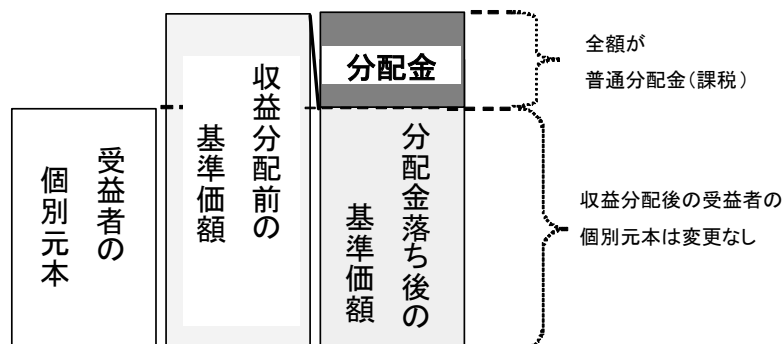 受益者の
個別元本
収益分配前の
基準価額
分配金
分配金落ち後の
基準価額
全額が
普通分配金(課税)
収益分配後の受益者の
個別元本は変更なし